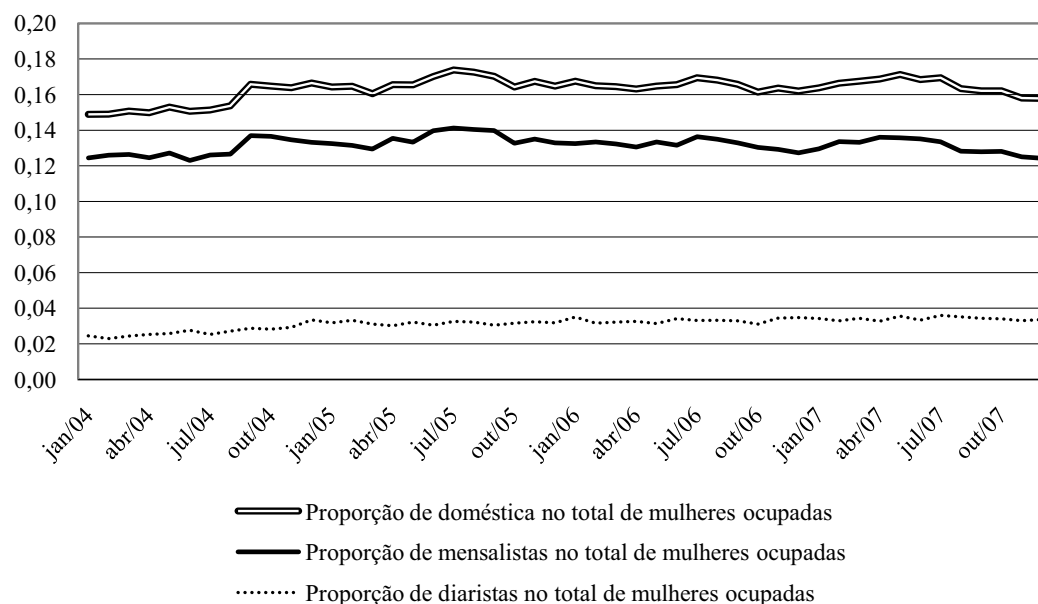 0,20
0,18
0,16
0,14
0,12
0,10
0,08
0,06
0,04
0,02
0,00
jan/04
abr/04
jul/04
out/04
jan/05
abr/05
jul/05
out/05
jan/06
abr/06
jul/06
out/06
jan/07
abr/07
jul/07
out/07
Proporção de doméstica no total de mulheres ocupadas
Proporção de mensalistas no total de mulheres ocupadas
Proporção de diaristas no total de mulheres ocupadas